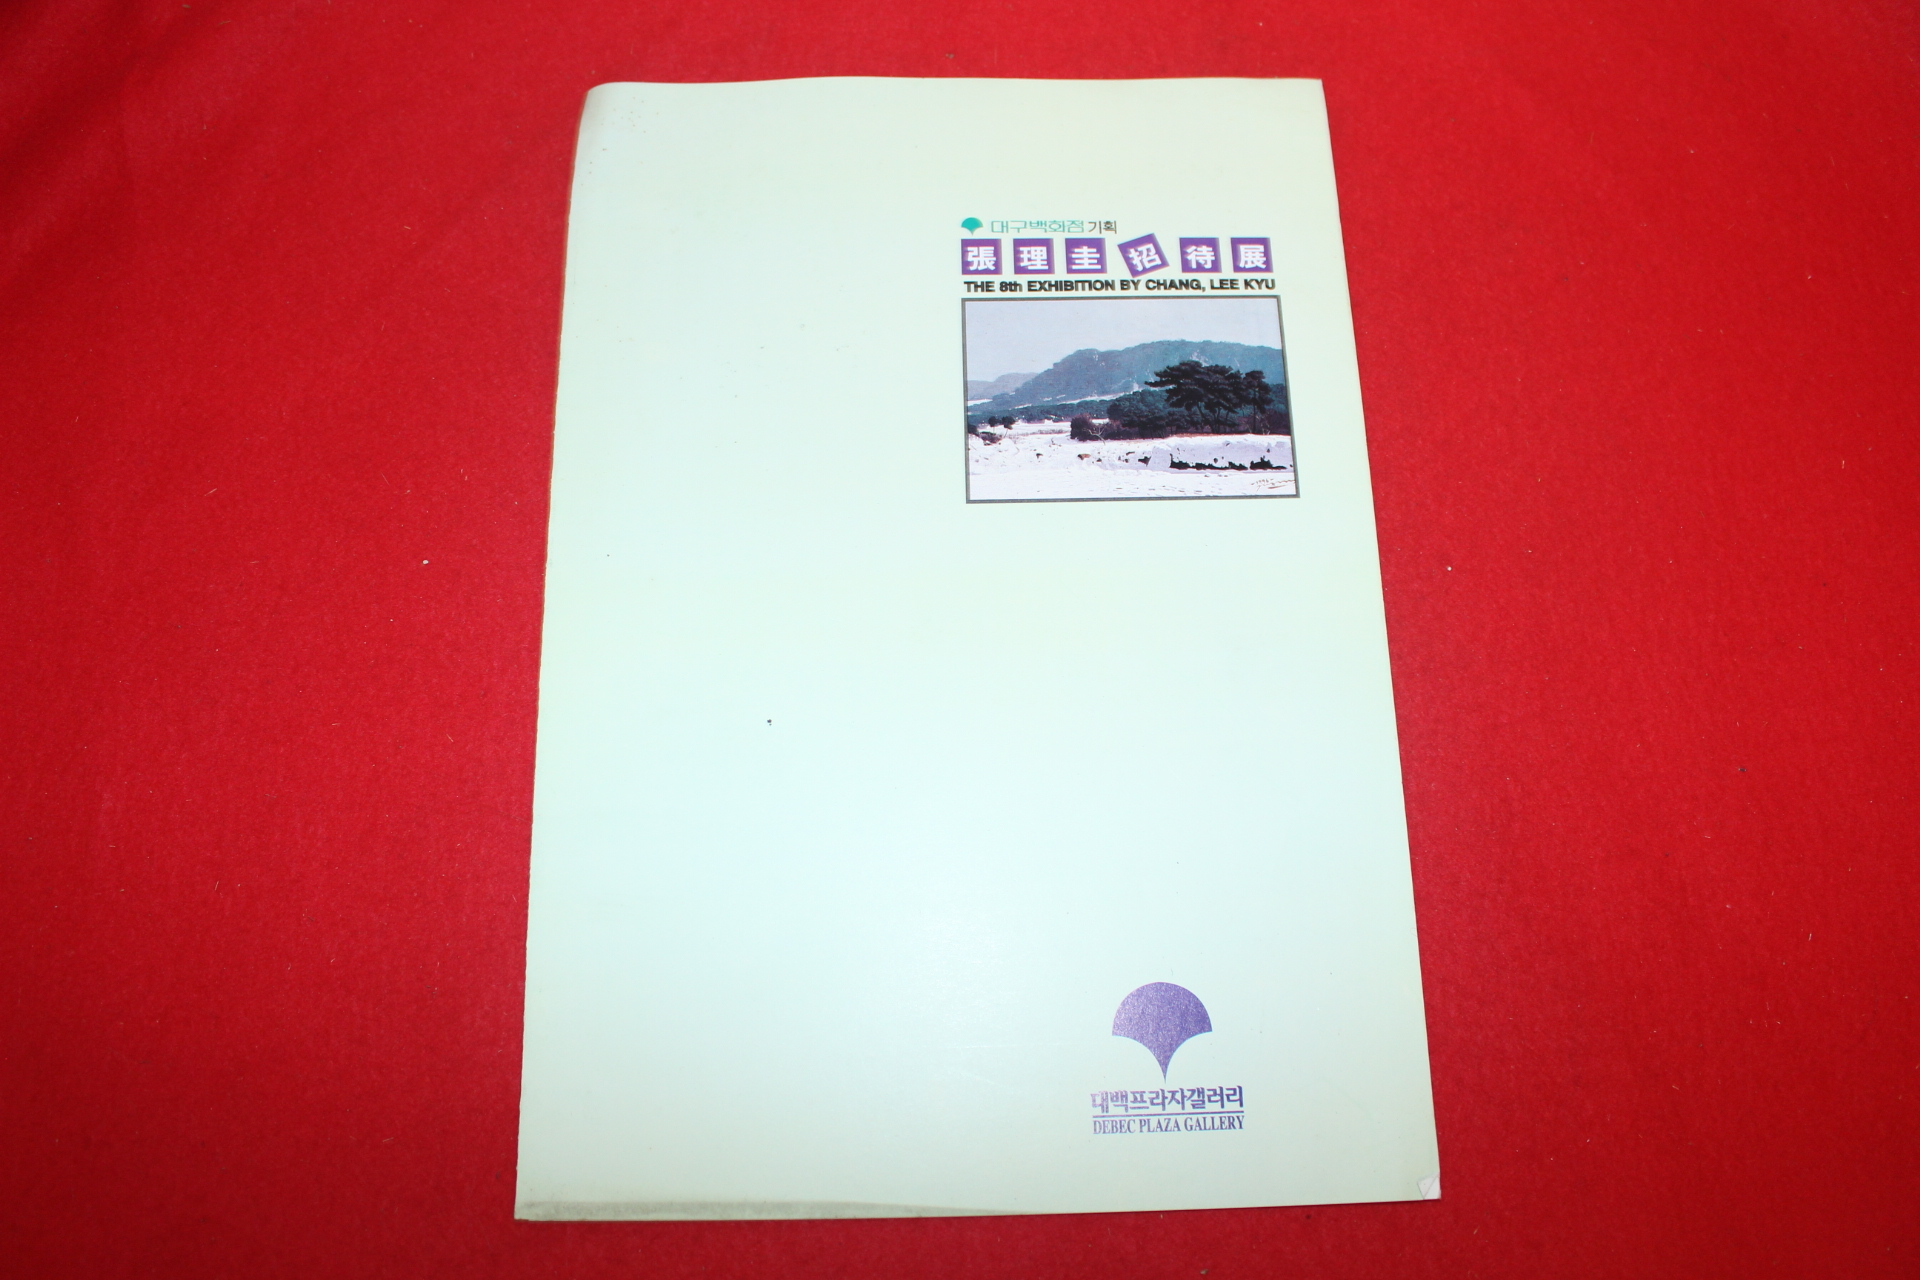 대구백화점 기획
張理圭招待展
THE 8th EXHIBITION BY CHANG, LEE KYU
대백프라자갤러리
DEBEC PLAZA GALLERY